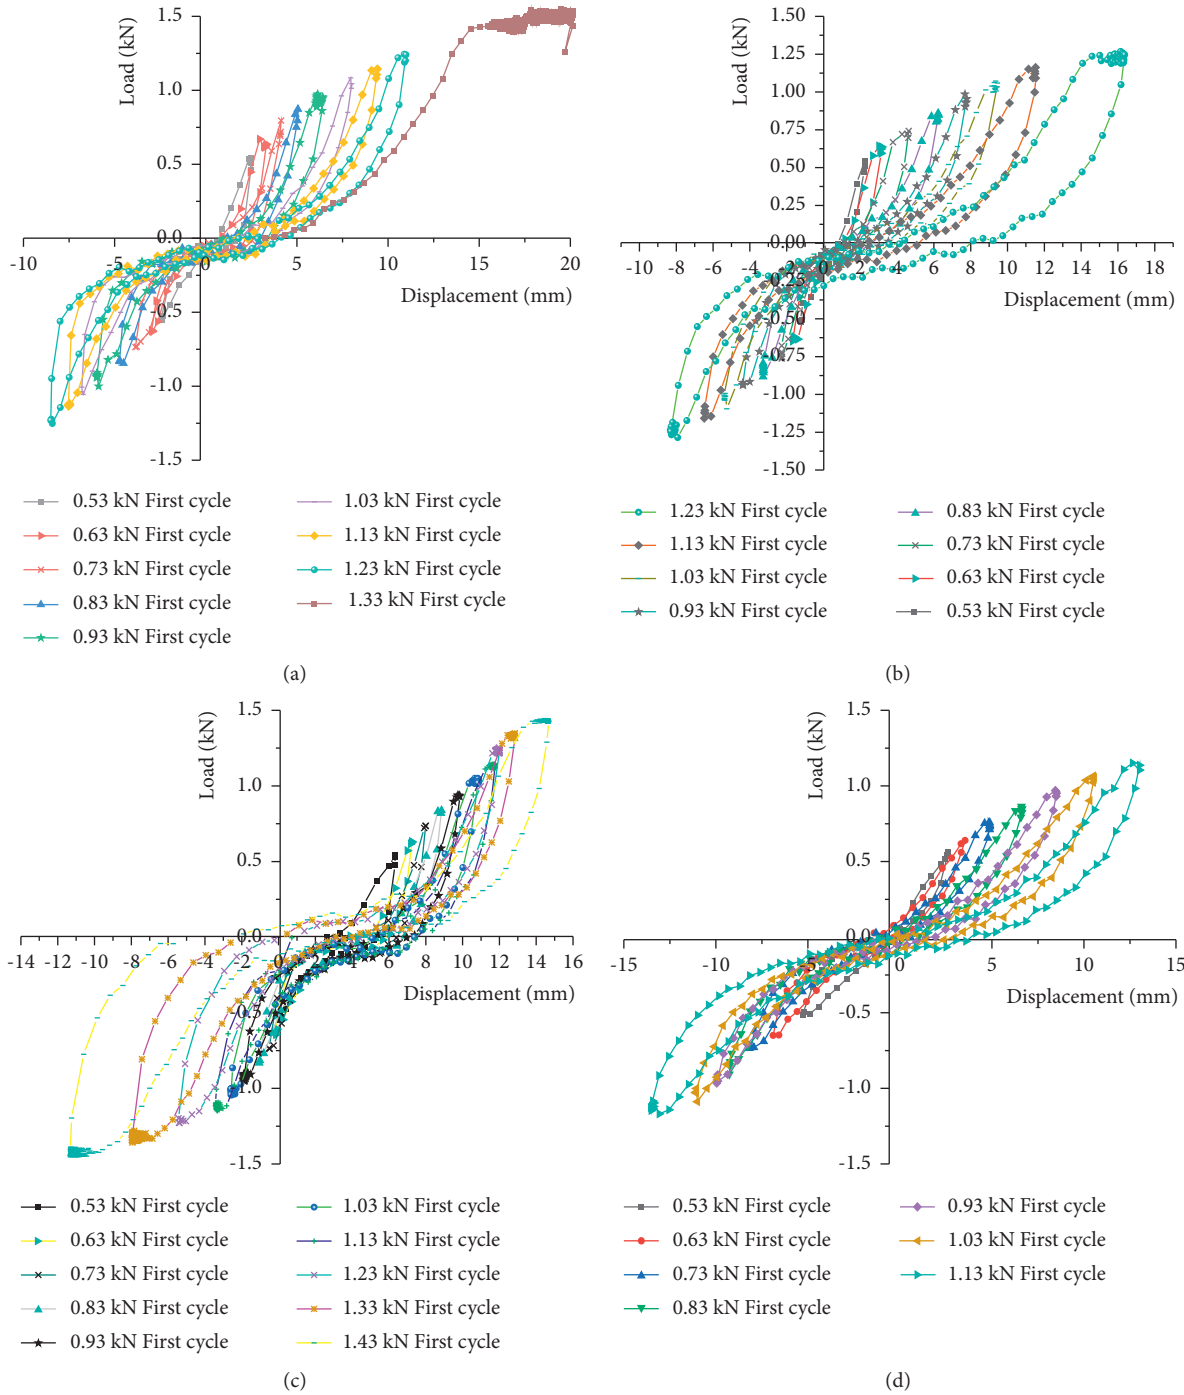 1.5
1.0
0.5
0.0
-0.5
-1.0
-1.5
Load (kN)
-10
-5
0
5
10
15
20
Displacement (mm)
0.53 kN First cycle
0.63 kN First cycle
0.73 kN First cycle
0.83 kN First cycle
0.93 kN First cycle
1.03 kN First cycle
1.13 kN First cycle
1.23 kN First cycle
1.33 kN First cycle
(a)
1.50
1.25
1.00
0.75
0.50
0.25
0.00
-0.25
-0.50
-0.75
-1.00
-1.25
-1.50
Load (kN)
-10
-8
-6
-4
-2
0
2
4
6
8
10
12
14
16
18
Displacement (mm)
1.23 kN First cycle
1.13 kN First cycle
1.03 kN First cycle
0.93 kN First cycle
0.83 kN First cycle
0.73 kN First cycle
0.63 kN First cycle
0.53 kN First cycle
(b)
1.5
1.0
0.5
0.0
-0.5
-1.0
-1.5
Load (kN)
-14
-12
-10
-8
-6
-4
-2
0
2
4
6
8
10
12
14
16
Displacement (mm)
0.53 kN First cycle
0.63 kN First cycle
0.73 kN First cycle
0.83 kN First cycle
0.93 kN First cycle
1.03 kN First cycle
1.13 kN First cycle
1.23 kN First cycle
1.33 kN First cycle
1.43 kN First cycle
(c)
1.5
1.0
0.5
0.0
-0.5
-1.0
-1.5
Load (kN)
-15
-10
-5
0
5
10
15
Displacement (mm)
0.53 kN First cycle
0.63 kN First cycle
0.73 kN First cycle
0.83 kN First cycle
0.93 kN First cycle
1.03 kN First cycle
1.13 kN First cycle
(d)